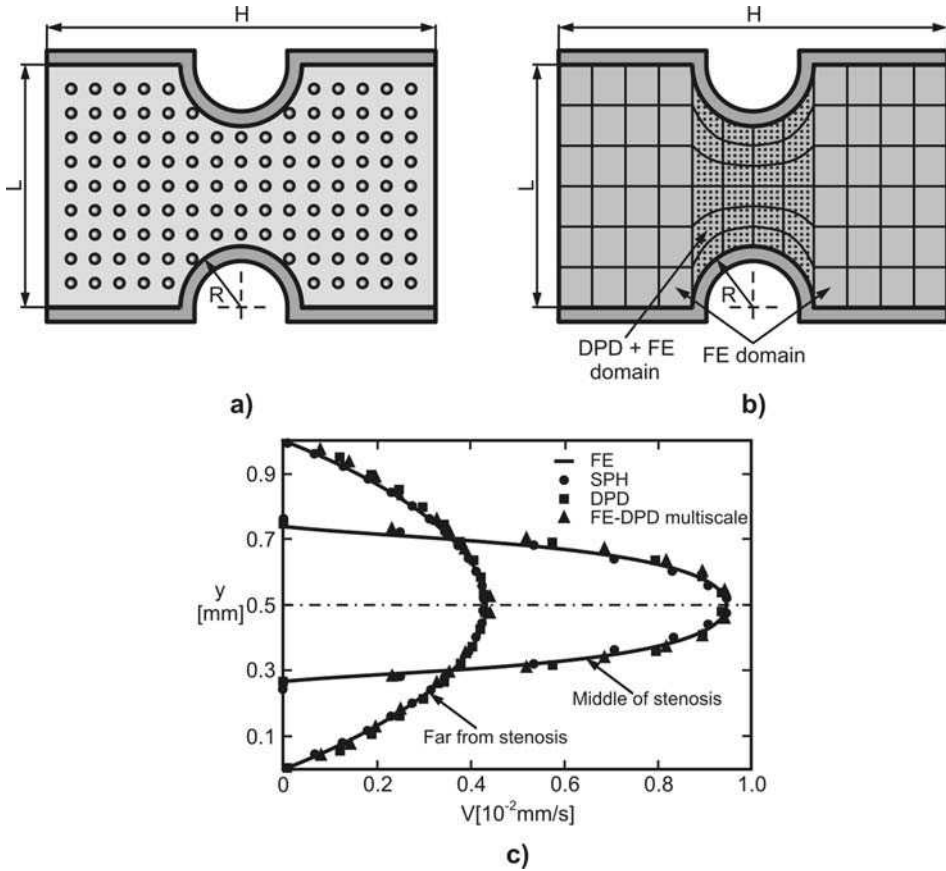 H
H
L
L
R
R
DPD + FE
domain
FE domain
a)
b)
0.9
0.7
y
0.5
[mm]
0.3
0.1
FE
SPH
DPD
FE-DPD multiscale
Middle of stenosis
Far from stenosis
0
0.2
0.4
0.6
0.8
1.0
V[10⁻²mm/s]
c)